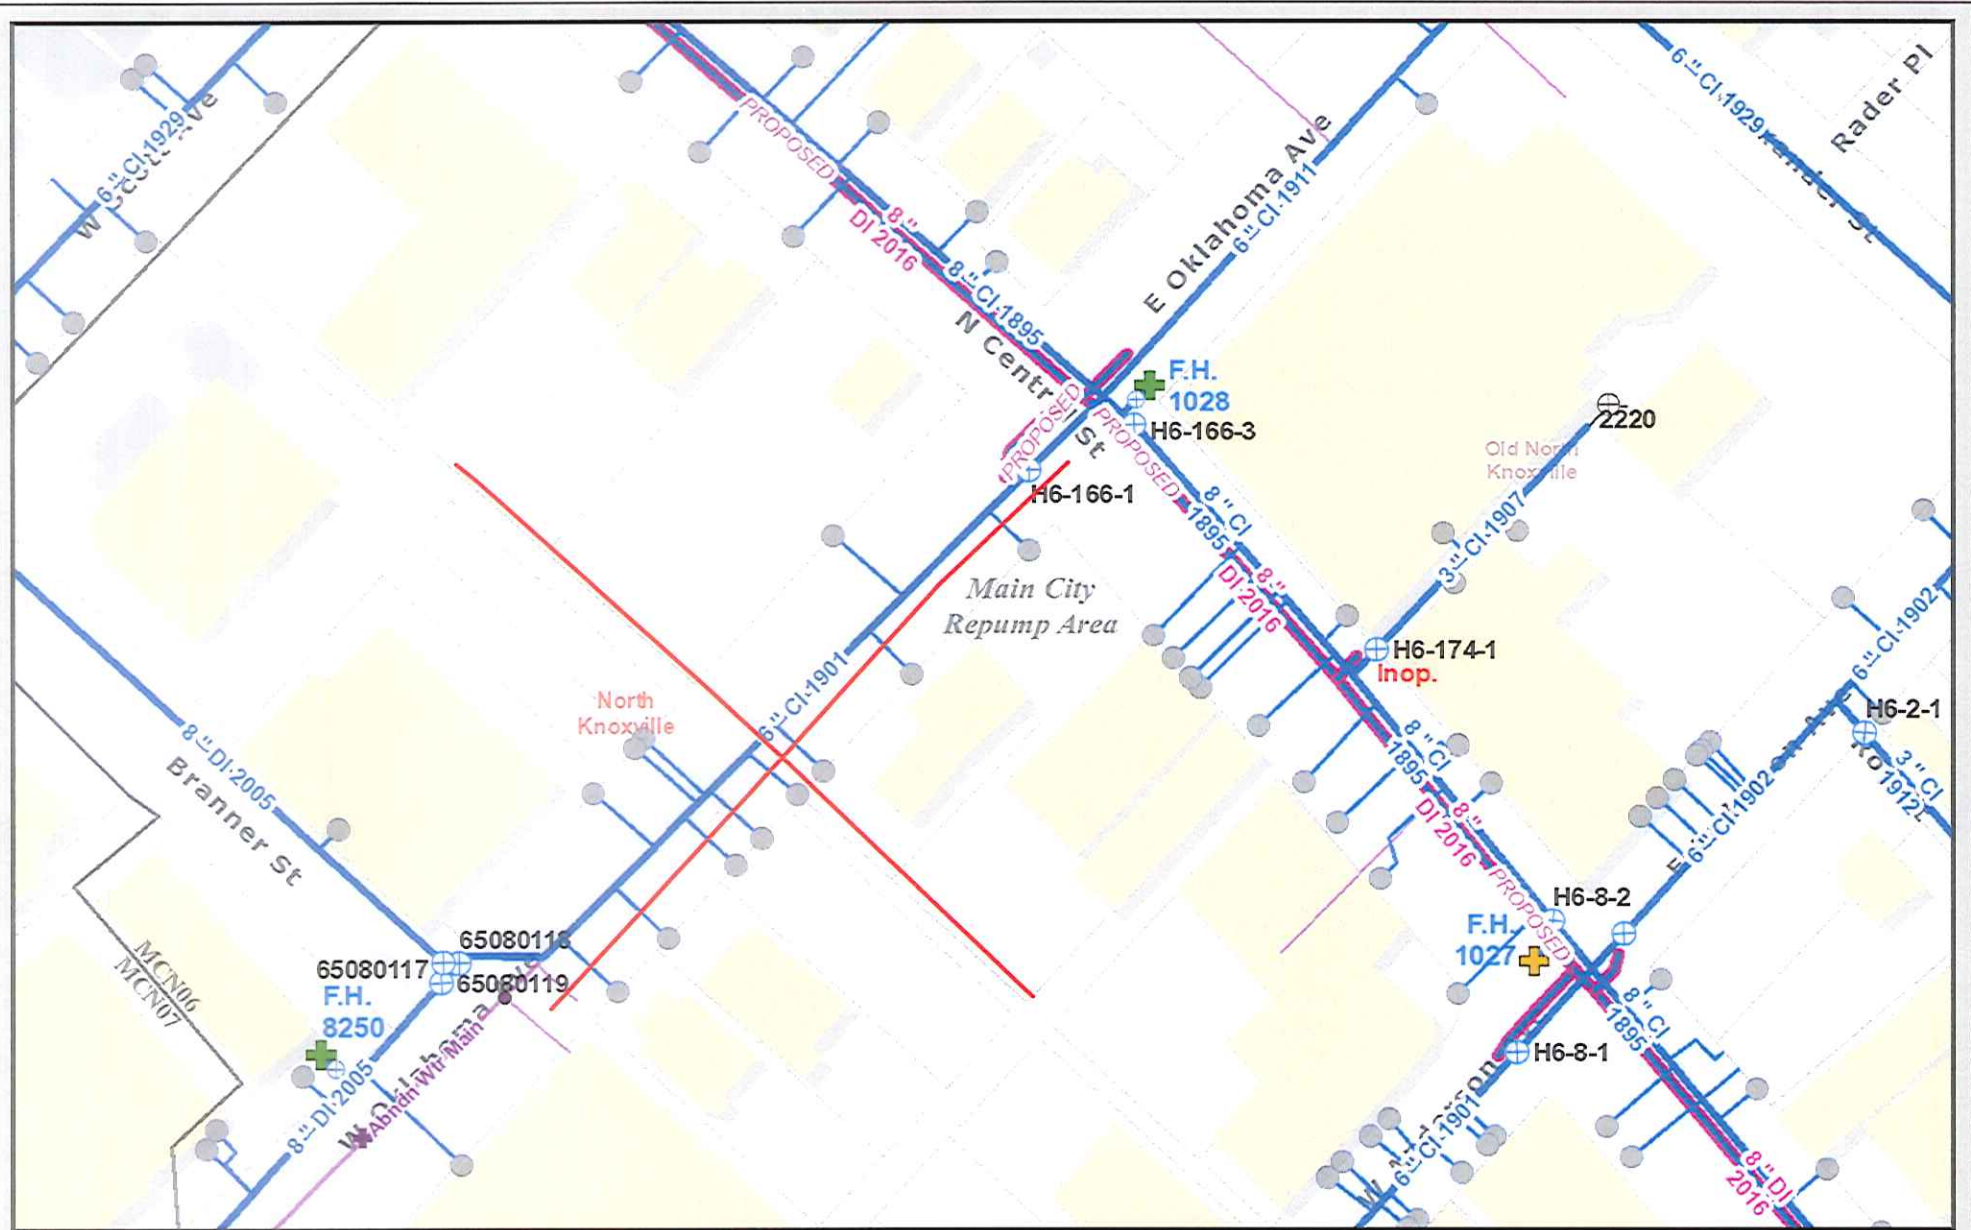 6" CI 1929
6" CI 1929
Rader Pl
PROPOSED
E Oklahoma Ave
6" CI 1911
8"
DI 2016
8" CI 1895
N Central St
F.H.
1028
H6-166-3
PROPOSED
PROPOSED
H6-166-1
2220
Old North
Knoxville
8" CI
1895
3" CI 1907
8"
DI 2016
Main City
Repump Area
H6-174-1
Inop.
6" CI 1902
6" CI 1901
North
Knoxville
H6-2-1
3" CI
1912
8" DI 2005
Branner St
8" CI
1895
8"
DI 2016
6" CI 1902
PROPOSED
H6-8-2
F.H.
1027
65080118
65080117
65080119
F.H.
8250
MCN06
MCN07
8" CI
1895
H6-8-1
W Oklahoma Ave
Abndn Wtr Main
8" DI 2005
6" CI 1901
8" DI
2016